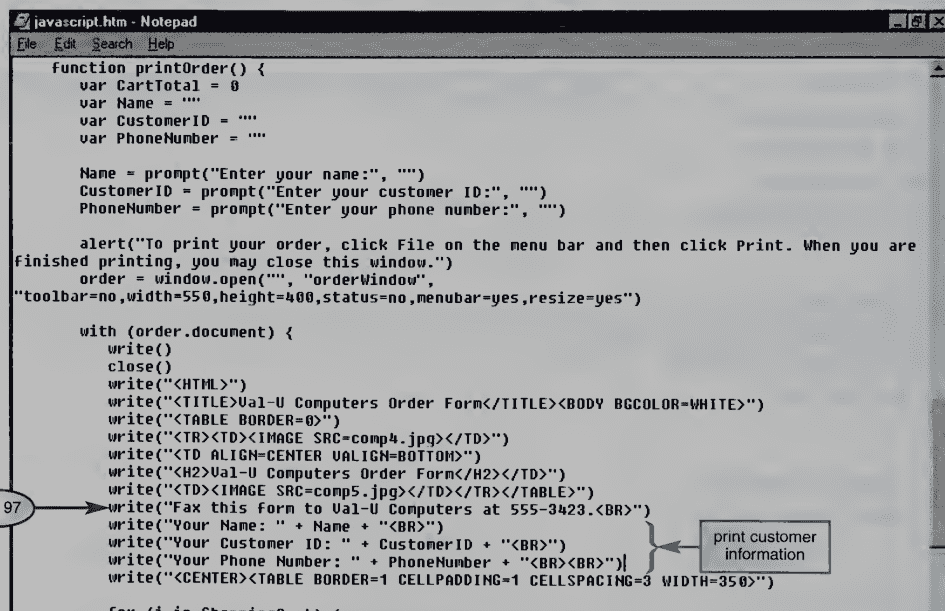 javascript.htm - Notepad
File Edit Search Help
function printOrder() {
var CartTotal = 0
var Name = ""
var CustomerID = ""
var PhoneNumber = ""
Name = prompt("Enter your name:", "")
CustomerID = prompt("Enter your customer ID:", "")
PhoneNumber = prompt("Enter your phone number:", "")
alert("To print your order, click File on the menu bar and then click Print. When you are
finished printing, you may close this window.")
order = window.open("", "orderWindow",
"toolbar=no,width=550,height=400,status=no,menubar=yes,resize=yes")
with (order.document) {
write()
close()
write("<HTML>")
write("<TITLE>Val-U Computers Order Form</TITLE><BODY BGCOLOR=WHITE>")
write("<TABLE BORDER=0>")
write("<TR><TD><IMAGE SRC=comp4.jpg></TD>")
write("<TD ALIGN=CENTER VALIGN=BOTTOM>")
write("<H2>Val-U Computers Order Form</H2></TD>")
write("<TD><IMAGE SRC=comp5.jpg></TD></TR></TABLE>")
97
write("Fax this form to Val-U Computers at 555-3423.<BR>")
write("Your Name: " + Name + "<BR>")
write("Your Customer ID: " + CustomerID + "<BR>")
write("Your Phone Number: " + PhoneNumber + "<BR><BR>")
print customer
information
write("<CENTER><TABLE BORDER=1 CELLPADDING=1 CELLSPACING=3 WIDTH=350>")